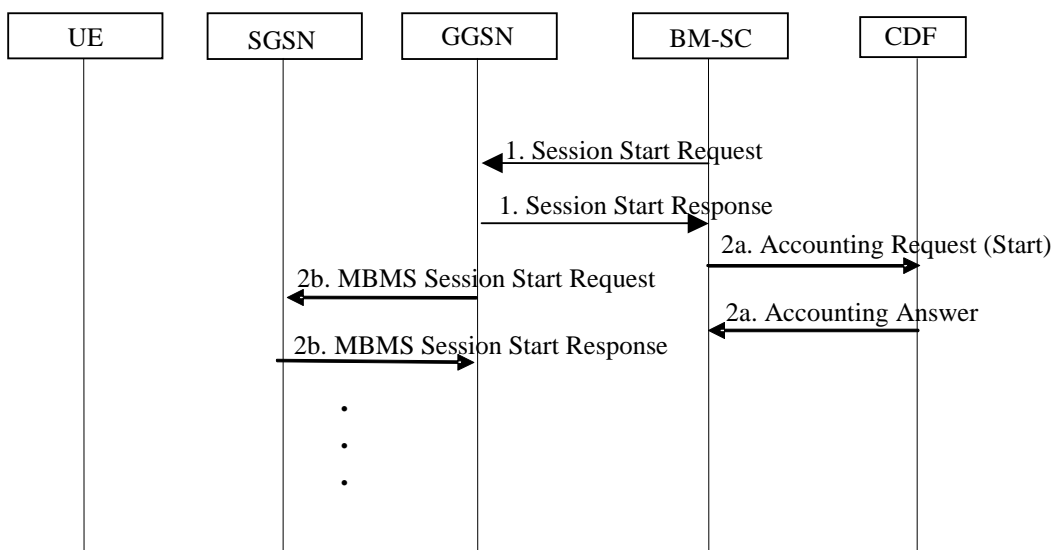 UE
SGSN
GGSN
BM-SC
CDF
1. Session Start Request
1. Session Start Response
2a. Accounting Request (Start)
2b. MBMS Session Start Request
2a. Accounting Answer
2b. MBMS Session Start Response